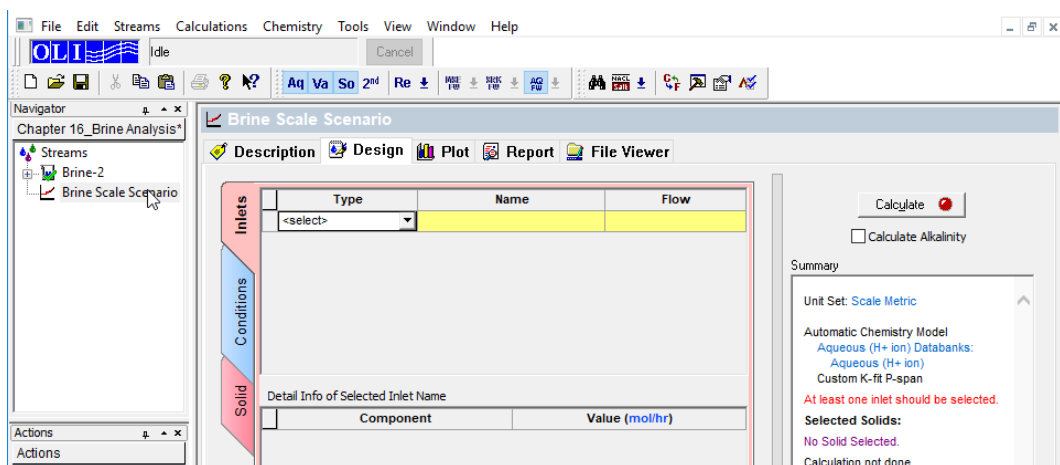 File Edit Streams Calculations Chemistry Tools View Window Help
OLI Idle Cancel
Aq Va So 2nd Re
Navigator
Chapter 16_Brine Analysis*
Streams
Brine-2
Brine Scale Scenario
Actions
Actions
Brine Scale Scenario
Description Design Plot Report File Viewer
Inlets
Conditions
Solid
Type Name Flow
<select>
Detail Info of Selected Inlet Name
Component Value (mol/hr)
Calculate
Calculate Alkalinity
Summary
Unit Set: Scale Metric
Automatic Chemistry Model
Aqueous (H+ ion) Databanks:
Aqueous (H+ ion)
Custom K-fit P-span
At least one inlet should be selected.
Selected Solids:
No Solid Selected.
Calculation not done